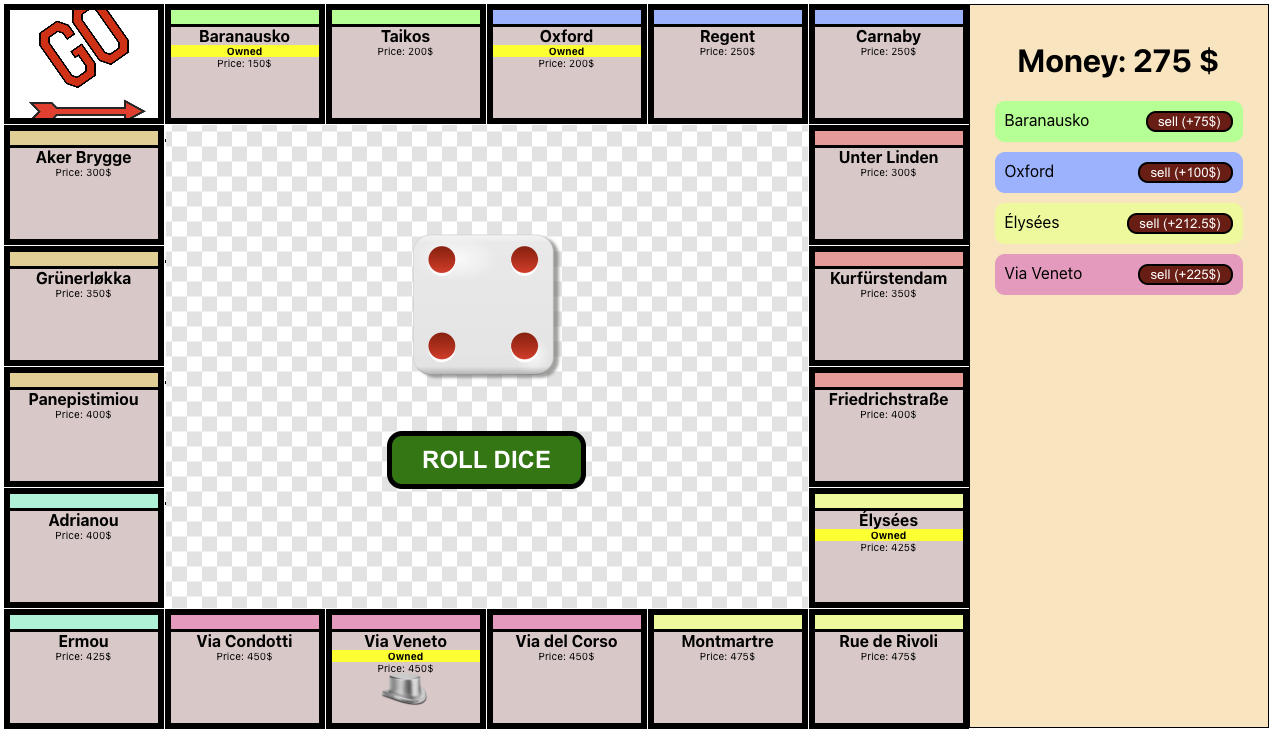 GO
Baranausko
Owned
Price: 150$
Taikos
Price: 200$
Oxford
Owned
Price: 200$
Regent
Price: 250$
Carnaby
Price: 250$
Aker Brygge
Price: 300$
Unter Linden
Price: 300$
Grünerløkka
Price: 350$
Kurfürstendam
Price: 350$
Panepistimiou
Price: 400$
Friedrichstraße
Price: 400$
ROLL DICE
Adrianou
Price: 400$
Élysées
Owned
Price: 425$
Ermou
Price: 425$
Via Condotti
Price: 450$
Via Veneto
Owned
Price: 450$
Via del Corso
Price: 450$
Montmartre
Price: 475$
Rue de Rivoli
Price: 475$
Money: 275 $
Baranausko sell (+75$)
Oxford sell (+100$)
Élysées sell (+212.5$)
Via Veneto sell (+225$)